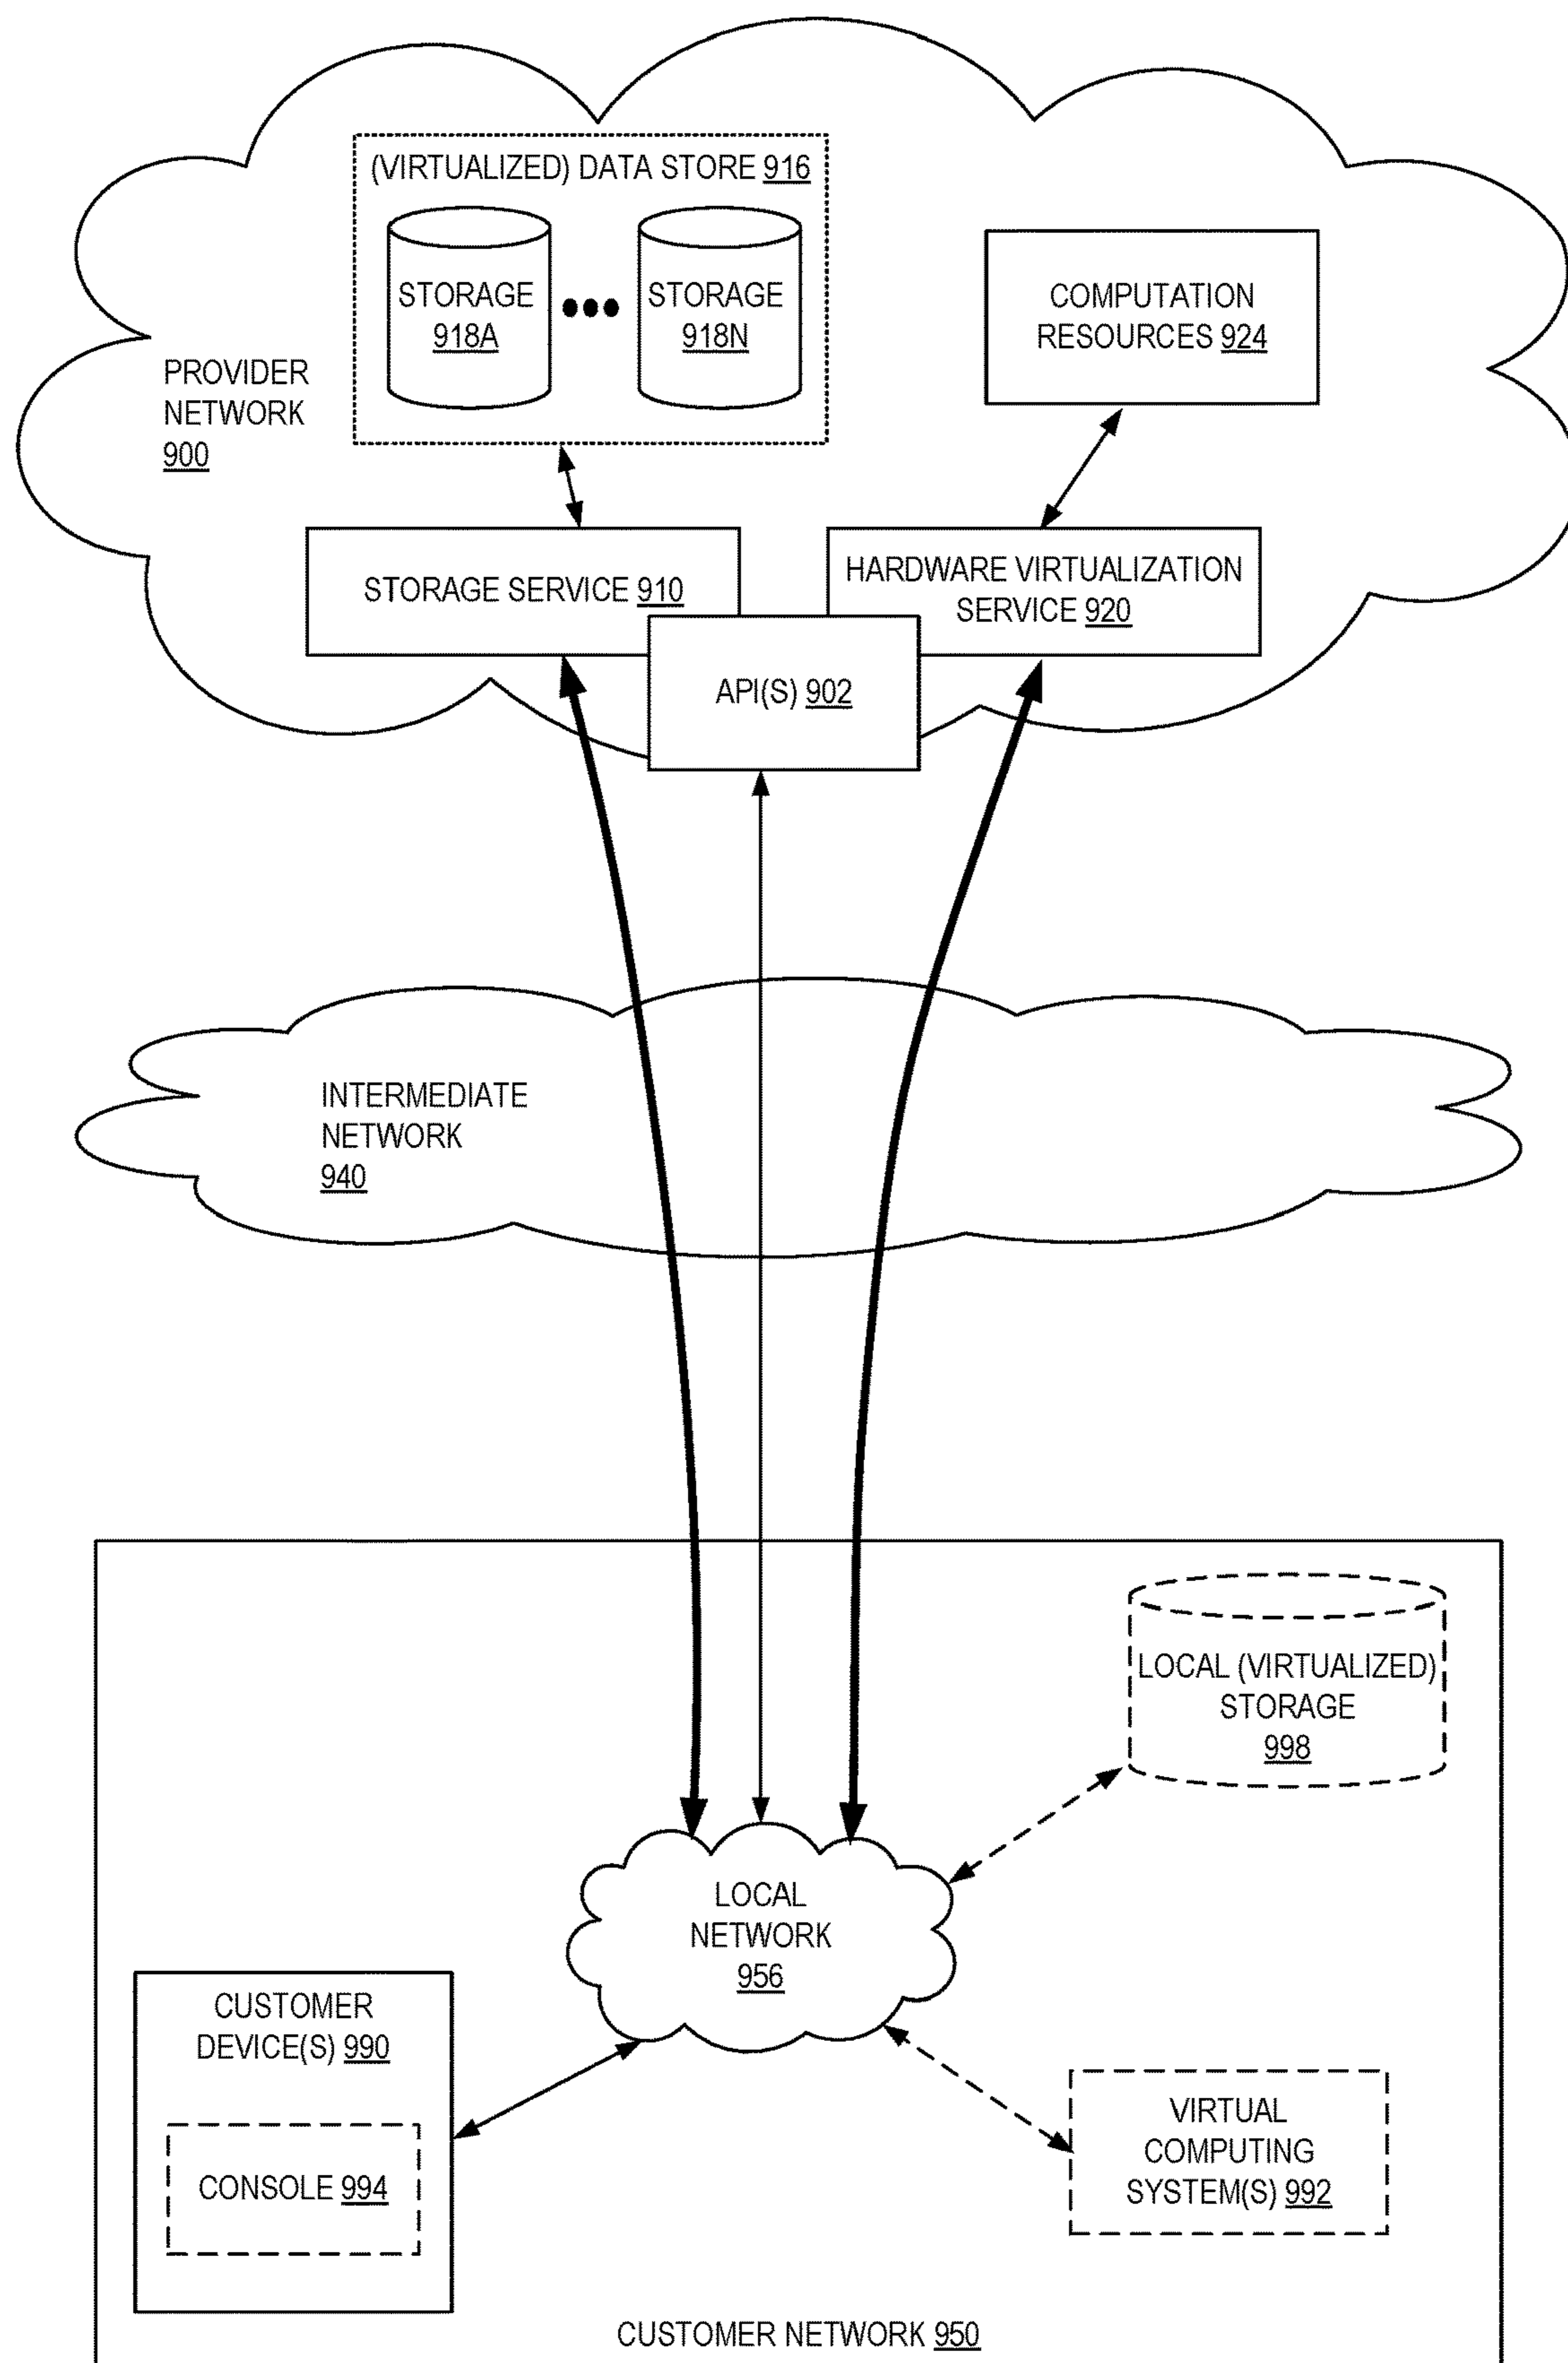 (VIRTUALIZED) DATA STORE 916
STORAGE
918A
STORAGE
918N
COMPUTATION
RESOURCES 924
PROVIDER
NETWORK
900
STORAGE SERVICE 910
HARDWARE VIRTUALIZATION
SERVICE 920
API(S) 902
INTERMEDIATE
NETWORK
940
LOCAL (VIRTUALIZED)
STORAGE
998
LOCAL
NETWORK
956
CUSTOMER
DEVICE(S) 990
CONSOLE 994
VIRTUAL
COMPUTING
SYSTEM(S) 992
CUSTOMER NETWORK 950